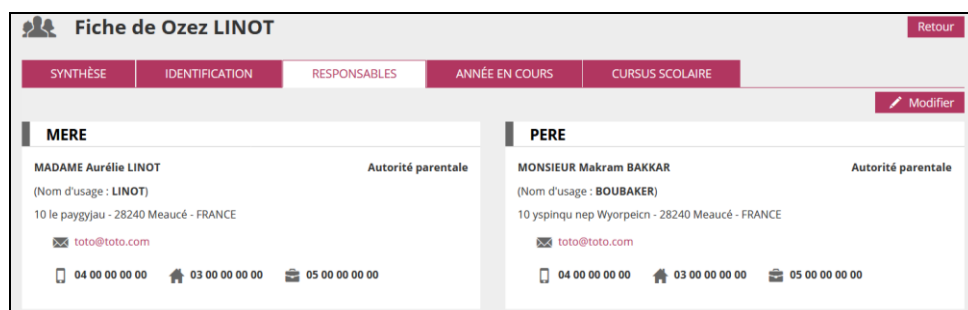 Fiche de Ozez LINOT
Retour
SYNTHÈSE IDENTIFICATION RESPONSABLES ANNÉE EN COURS CURSUS SCOLAIRE
Modifier
MERE
MADAME Aurélie LINOT Autorité parentale
(Nom d'usage : LINOT)
10 le paygyjau - 28240 Meaucé - FRANCE
toto@toto.com
04 00 00 00 00 03 00 00 00 00 05 00 00 00 00
PERE
MONSIEUR Makram BAKKAR Autorité parentale
(Nom d'usage : BOUBAKER)
10 yspinqu nep Wyorpeicn - 28240 Meaucé - FRANCE
toto@toto.com
04 00 00 00 00 03 00 00 00 00 05 00 00 00 00